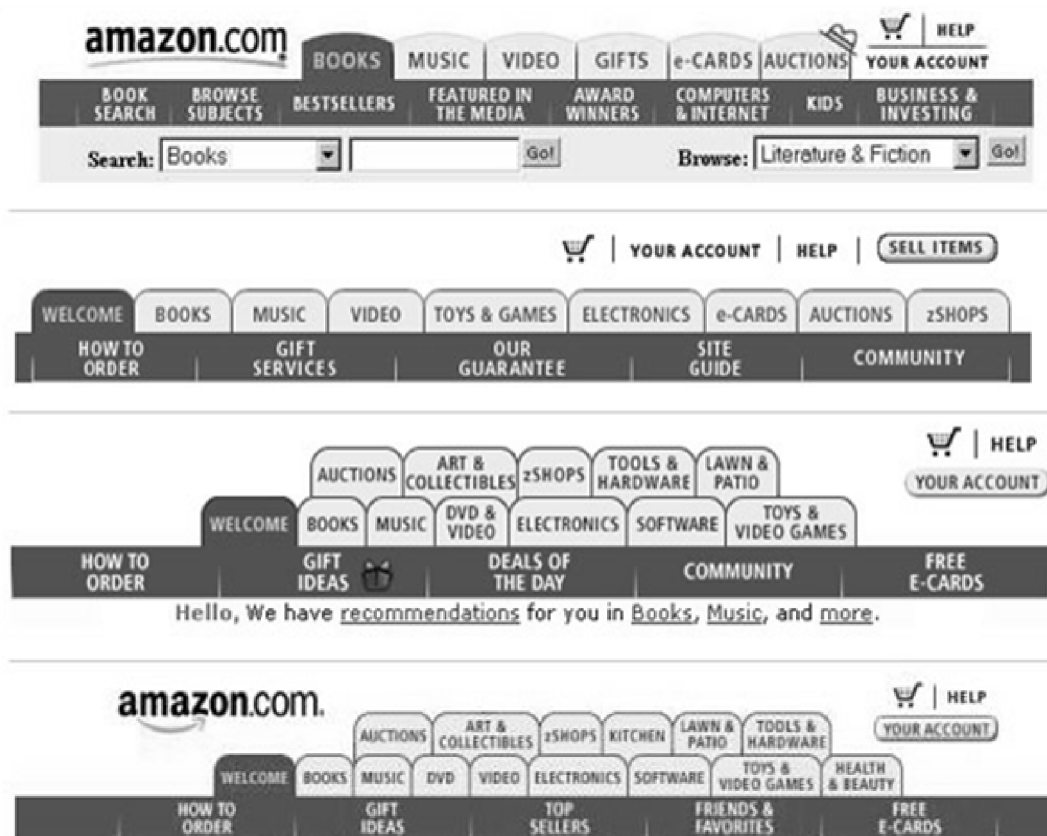 amazon.com HELP
BOOKS MUSIC VIDEO GIFTS e-CARDS AUCTIONS YOUR ACCOUNT
BOOK SEARCH BROWSE SUBJECTS BESTSELLERS FEATURED IN THE MEDIA AWARD WINNERS COMPUTERS & INTERNET KIDS BUSINESS & INVESTING
Search: Books Go! Browse: Literature & Fiction Go!
YOUR ACCOUNT HELP SELL ITEMS
WELCOME BOOKS MUSIC VIDEO TOYS & GAMES ELECTRONICS e-CARDS AUCTIONS zSHOPS
HOW TO ORDER GIFT SERVICES OUR GUARANTEE SITE GUIDE COMMUNITY
HELP
AUCTIONS ART & COLLECTIBLES zSHOPS TOOLS & HARDWARE LAWN & PATIO YOUR ACCOUNT
WELCOME BOOKS MUSIC DVD & VIDEO ELECTRONICS SOFTWARE TOYS & VIDEO GAMES
HOW TO ORDER GIFT IDEAS DEALS OF THE DAY COMMUNITY FREE E-CARDS
Hello, We have recommendations for you in Books, Music, and more.
amazon.com. HELP
AUCTIONS ART & COLLECTIBLES zSHOPS KITCHEN LAWN & PATIO TOOLS & HARDWARE YOUR ACCOUNT
WELCOME BOOKS MUSIC DVD VIDEO ELECTRONICS SOFTWARE TOYS & VIDEO GAMES HEALTH & BEAUTY
HOW TO ORDER GIFT IDEAS TOP SELLERS FRIENDS & FAVORITES FREE E-CARDS